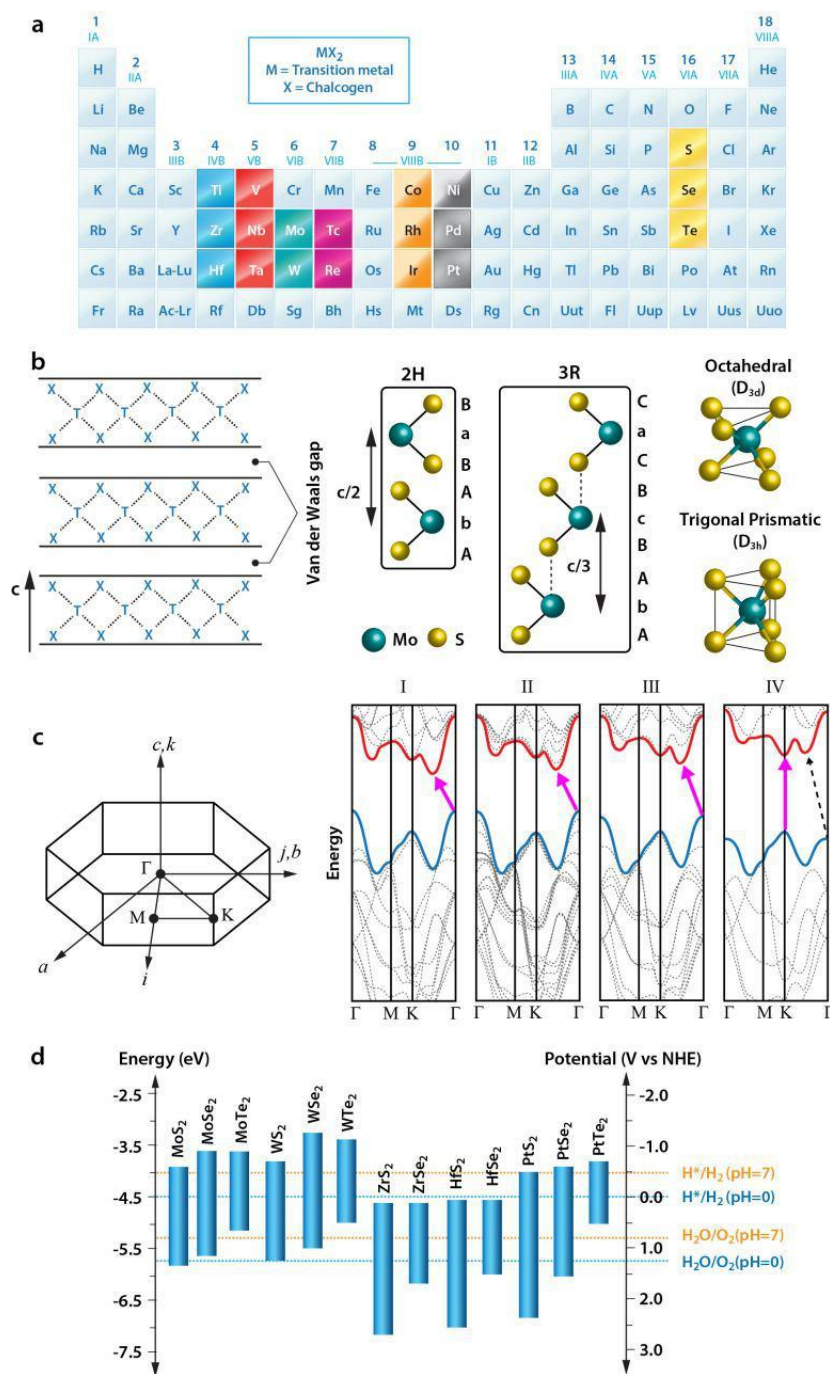 a
MX2
M = Transition metal
X = Chalcogen
1 18
IA VIIIA
2 13 14 15 16 17
IIA IIIA IVA VA VIA VIIA
H He
Li Be B C N O F Ne
3 4 5 6 7 8 9 10 11 12
IIIB IVB VB VIB VIIB VIIIB IB IIB
Na Mg Al Si P S Cl Ar
K Ca Sc Ti V Cr Mn Fe Co Ni Cu Zn Ga Ge As Se Br Kr
Rb Sr Y Zr Nb Mo Tc Ru Rh Pd Ag Cd In Sn Sb Te I Xe
Cs Ba La-Lu Hf Ta W Re Os Ir Pt Au Hg Tl Pb Bi Po At Rn
Fr Ra Ac-Lr Rf Db Sg Bh Hs Mt Ds Rg Cn Uut Fl Uup Lv Uus Uuo
b
X X X X X
T T T T
X X X X X
X X X X X
T T T T
X X X X X
X X X X X
T T T T
X X X X X
c
Van der Waals gap
2H
B
a
B
A
b
A
c/2
3R
C
a
C
B
c
B
A
b
A
c/3
Mo S
Octahedral
(D3d)
Trigonal Prismatic
(D3h)
c
c,k
j,b
Γ
M K
a
i
I II III IV
Energy
Γ M K Γ
Γ M K Γ
Γ M K Γ
Γ M K Γ
d
Energy (eV) Potential (V vs NHE)
-2.5
-3.5
-4.5
-5.5
-6.5
-7.5
MoS2
MoSe2
MoTe2
WS2
WSe2
WTe2
ZrS2
ZrSe2
HfS2
HfSe2
PtS2
PtSe2
PtTe2
-2.0
-1.0
0.0
1.0
2.0
3.0
H*/H2 (pH=7)
H*/H2 (pH=0)
H2O/O2(pH=7)
H2O/O2(pH=0)